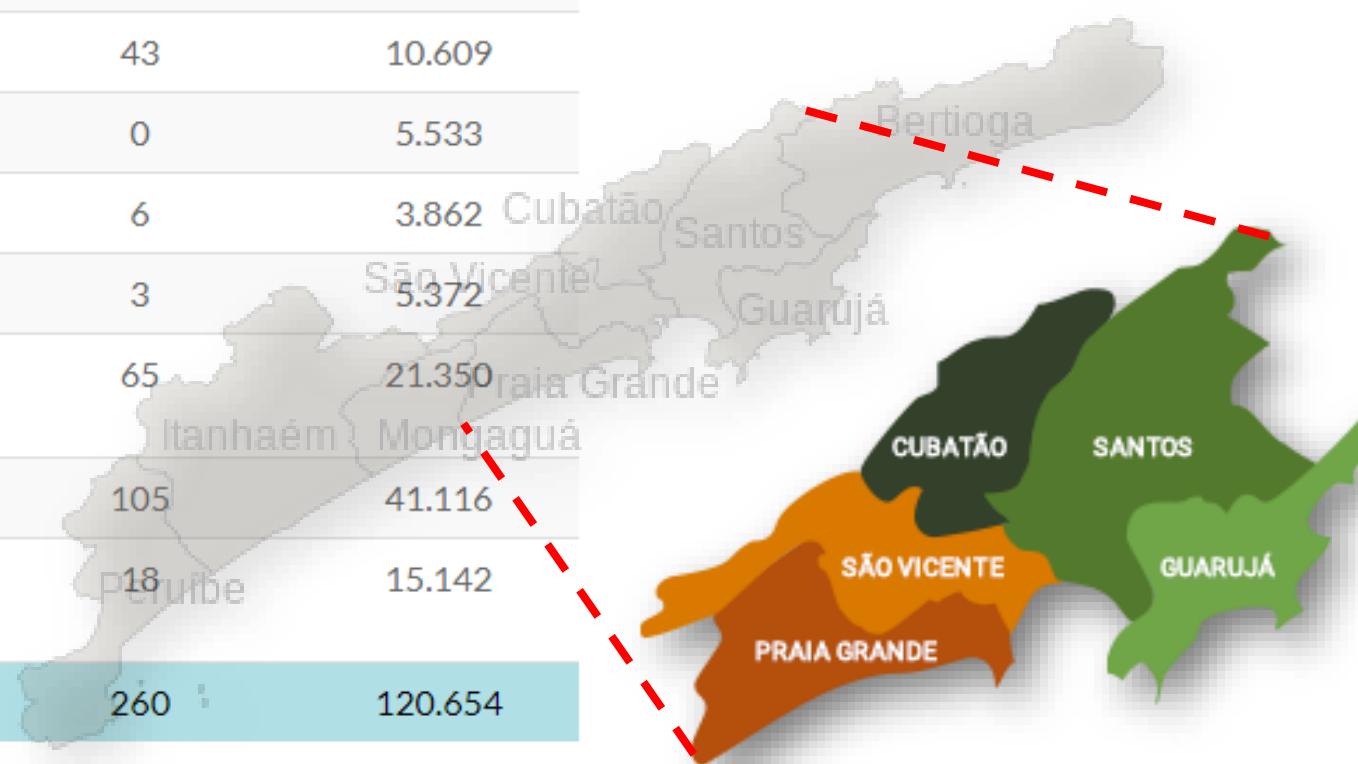 43 10.609
Bertioga
0 5.533
6 3.862
Cubatão
Santos
São Vicente
3 5.372
Guarujá
65 21.350
Praia Grande
Itanhaém
Mongaguá
CUBATÃO
SANTOS
105 41.116
SÃO VICENTE
GUARUJÁ
18 15.142
Peruíbe
PRAIA GRANDE
260 120.654